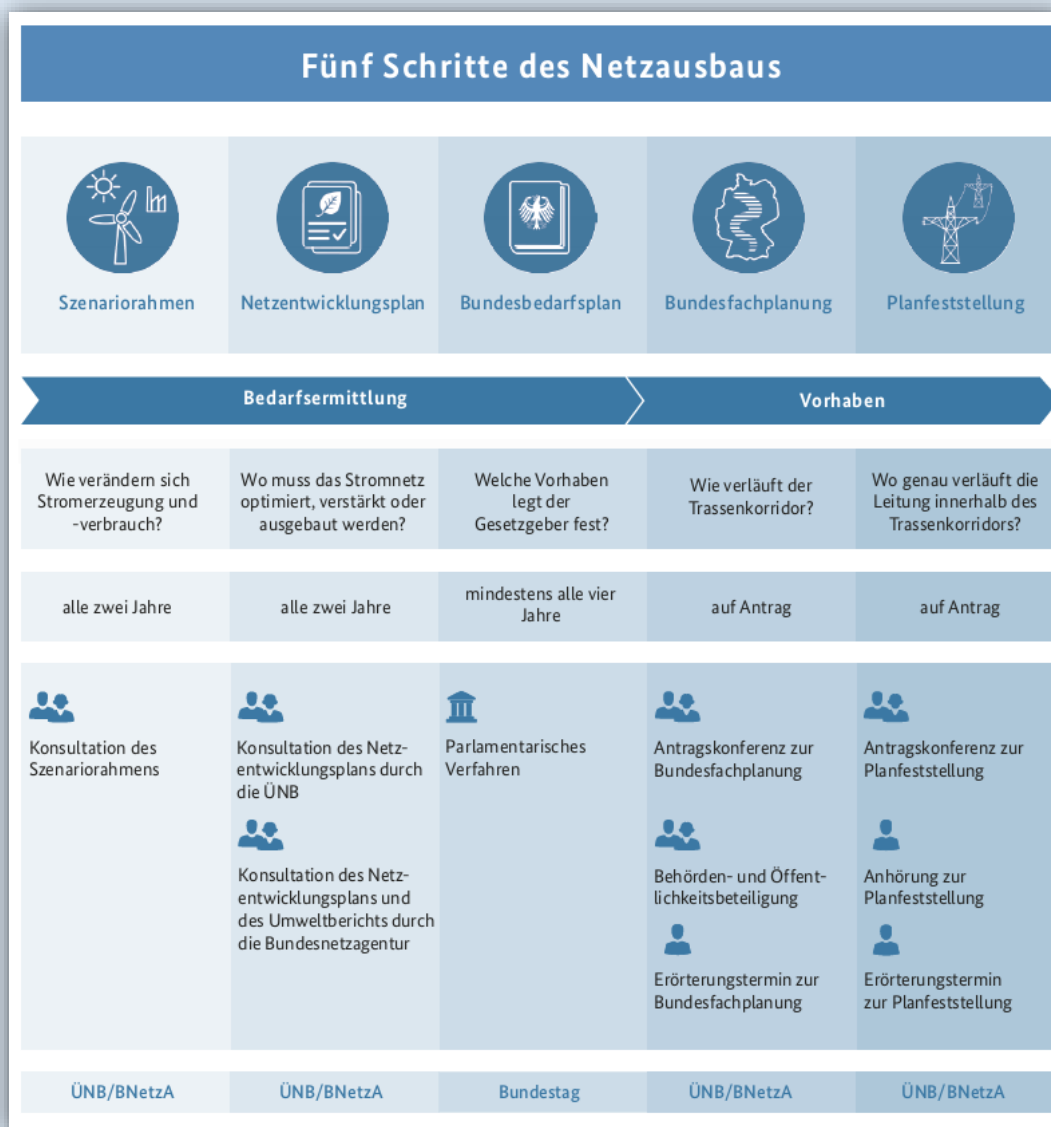 Fünf Schritte des Netzausbaus
Szenariorahmen
Netzentwicklungsplan
Bundesbedarfsplan
Bundesfachplanung
Planfeststellung
Bedarfsermittlung
Vorhaben
Wie verändern sich
Stromerzeugung und
-verbrauch?
Wo muss das Stromnetz
optimiert, verstärkt oder
ausgebaut werden?
Welche Vorhaben
legt der
Gesetzgeber fest?
Wie verläuft der
Trassenkorridor?
Wo genau verläuft die
Leitung innerhalb des
Trassenkorridors?
alle zwei Jahre
alle zwei Jahre
mindestens alle vier
Jahre
auf Antrag
auf Antrag
Konsultation des
Szenariorahmens
Konsultation des Netz-
entwicklungsplans durch
die ÜNB
Konsultation des Netz-
entwicklungsplans und
des Umweltberichts durch
die Bundesnetzagentur
Parlamentarisches
Verfahren
Antragskonferenz zur
Bundesfachplanung
Behörden- und Öffent-
lichkeitsbeteiligung
Erörterungstermin zur
Bundesfachplanung
Antragskonferenz zur
Planfeststellung
Anhörung zur
Planfeststellung
Erörterungstermin
zur Planfeststellung
ÜNB/BNetzA
ÜNB/BNetzA
Bundestag
ÜNB/BNetzA
ÜNB/BNetzA